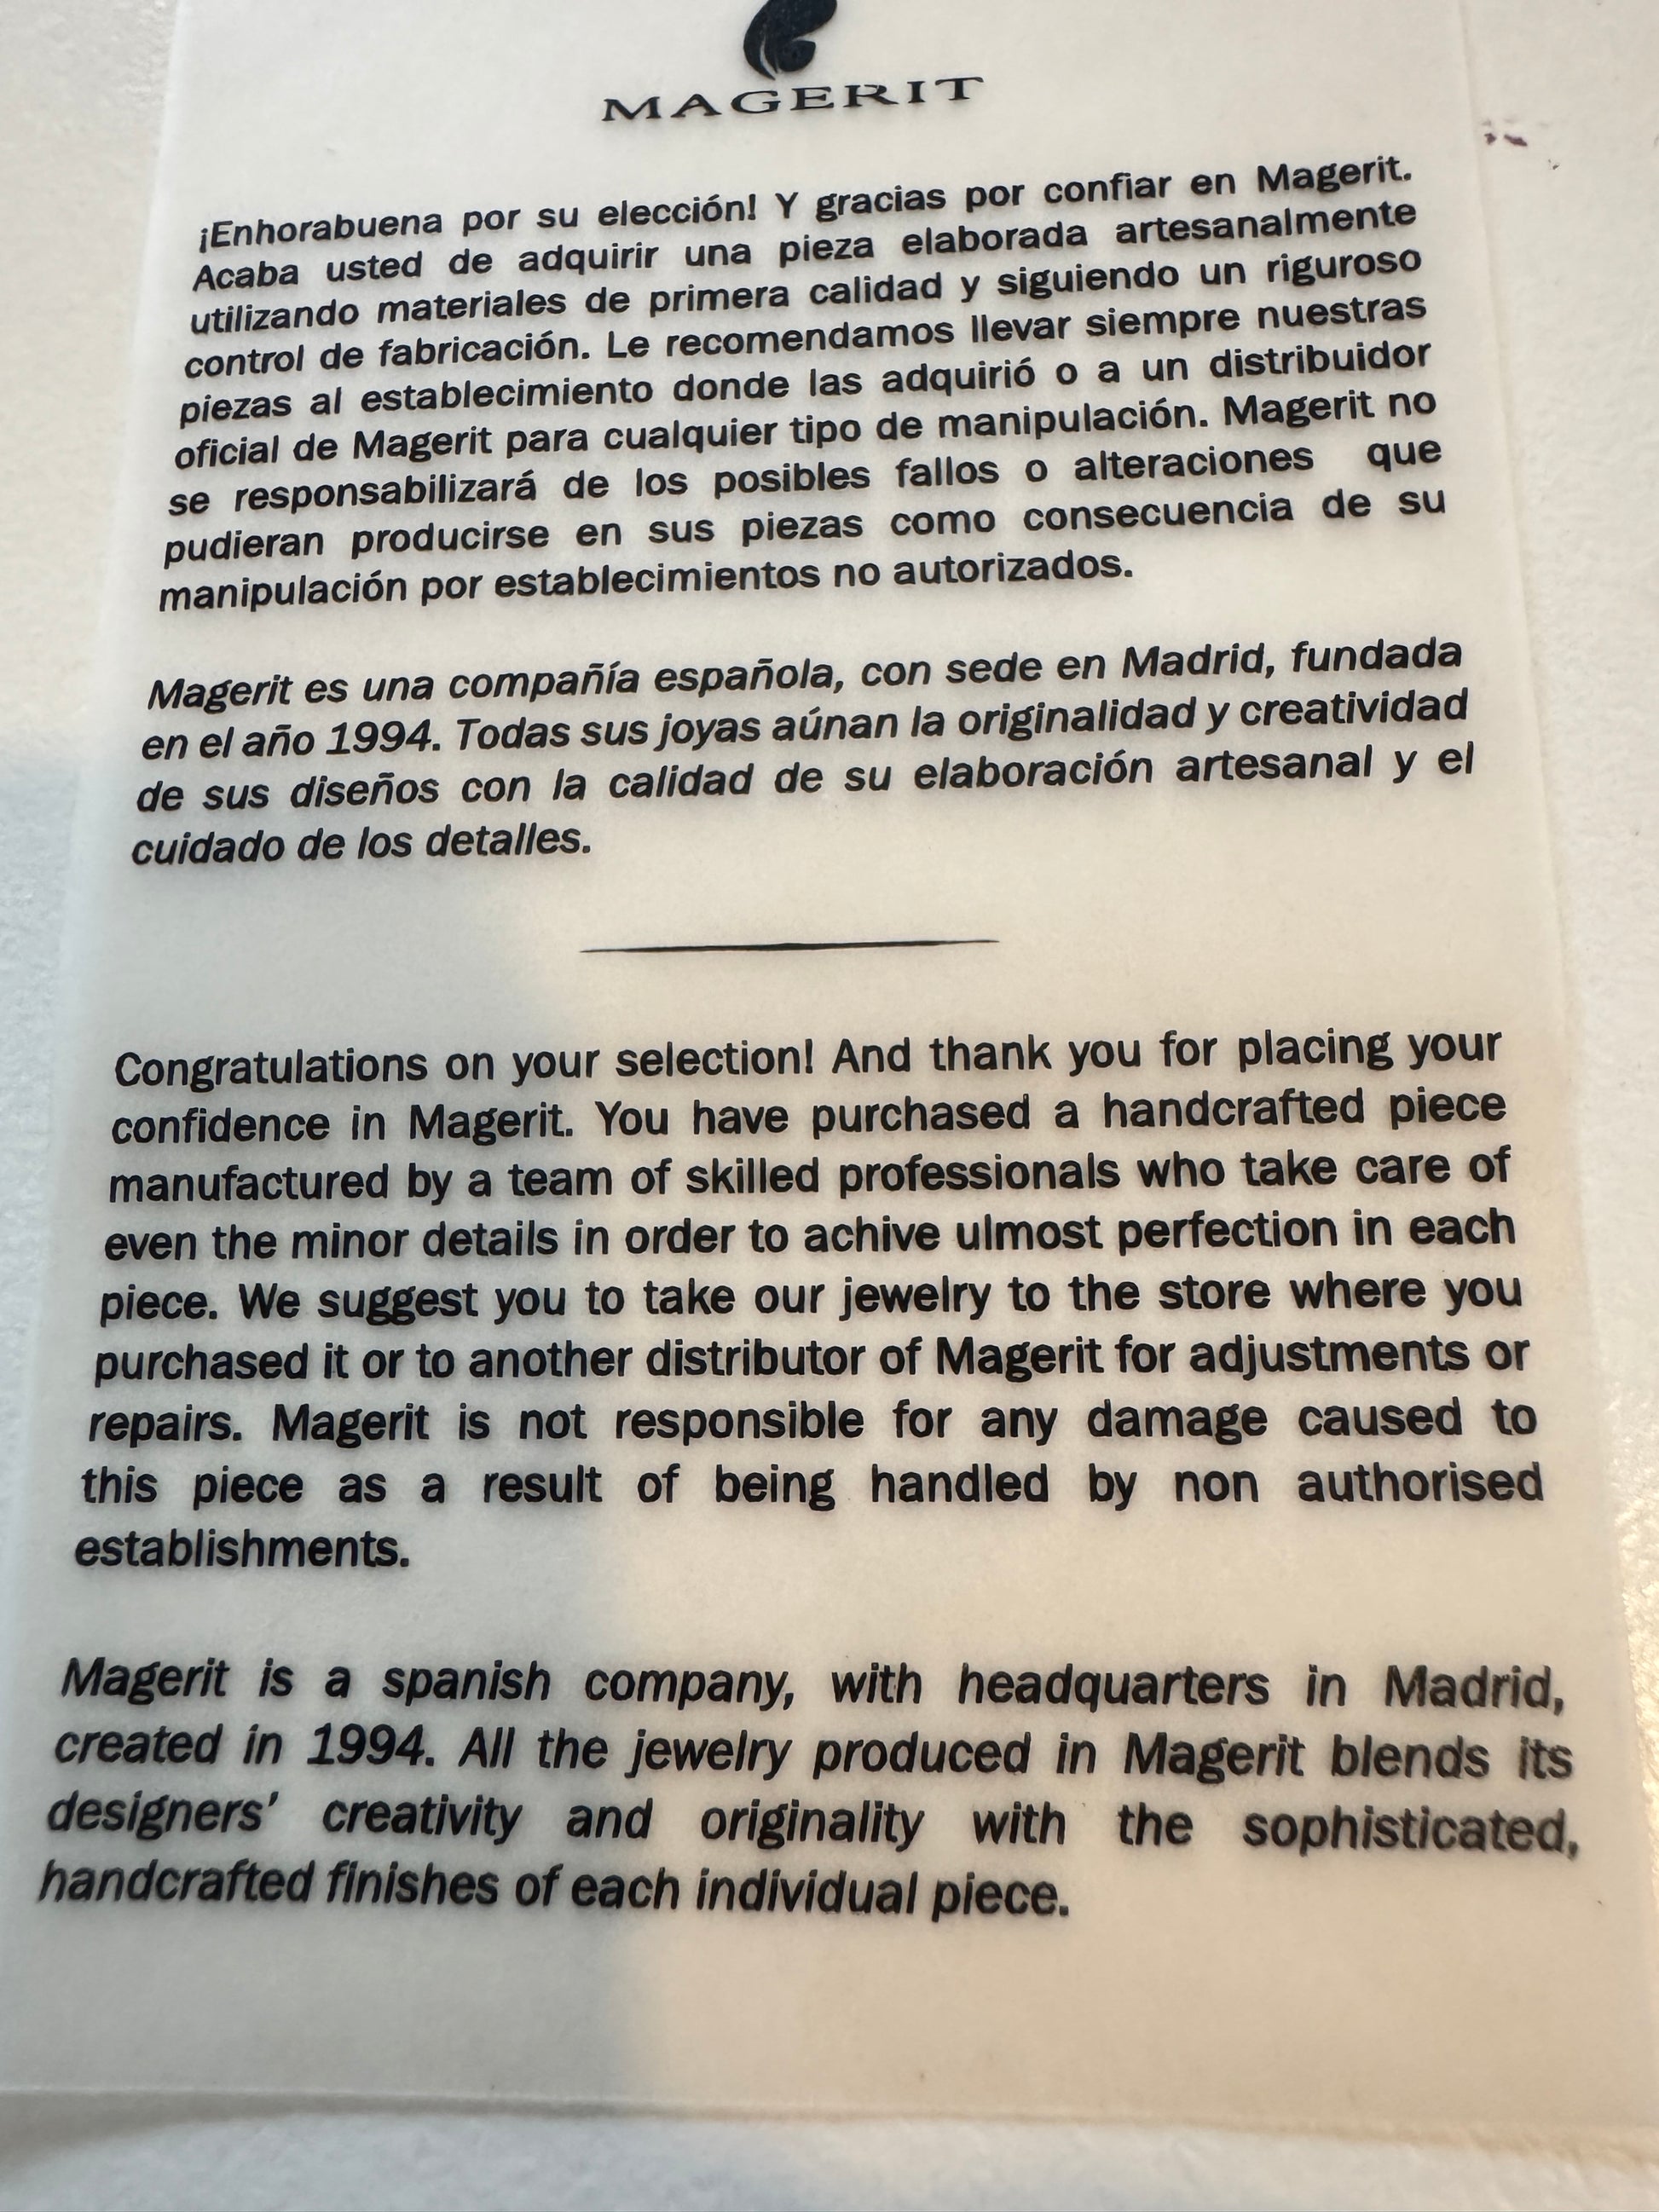 MAGERIT
¡Enhorabuena por su elección! Y gracias por confiar en Magerit.
Acaba usted de adquirir una pieza elaborada artesanalmente
utilizando materiales de primera calidad y siguiendo un riguroso
control de fabricación. Le recomendamos llevar siempre nuestras
piezas al establecimiento donde las adquirió o a un distribuidor
oficial de Magerit para cualquier tipo de manipulación. Magerit no
se responsabilizará de los posibles fallos o alteraciones que
pudieran producirse en sus piezas como consecuencia de su
manipulación por establecimientos no autorizados.
Magerit es una compañía española, con sede en Madrid, fundada
en el año 1994. Todas sus joyas aúnan la originalidad y creatividad
de sus diseños con la calidad de su elaboración artesanal y el
cuidado de los detalles.
Congratulations on your selection! And thank you for placing your
confidence in Magerit. You have purchased a handcrafted piece
manufactured by a team of skilled professionals who take care of
even the minor details in order to achive ulmost perfection in each
piece. We suggest you to take our jewelry to the store where you
purchased it or to another distributor of Magerit for adjustments or
repairs. Magerit is not responsible for any damage caused to
this piece as a result of being handled by non authorised
establishments.
Magerit is a spanish company, with headquarters in Madrid,
created in 1994. All the jewelry produced in Magerit blends its
designers' creativity and originality with the sophisticated,
handcrafted finishes of each individual piece.